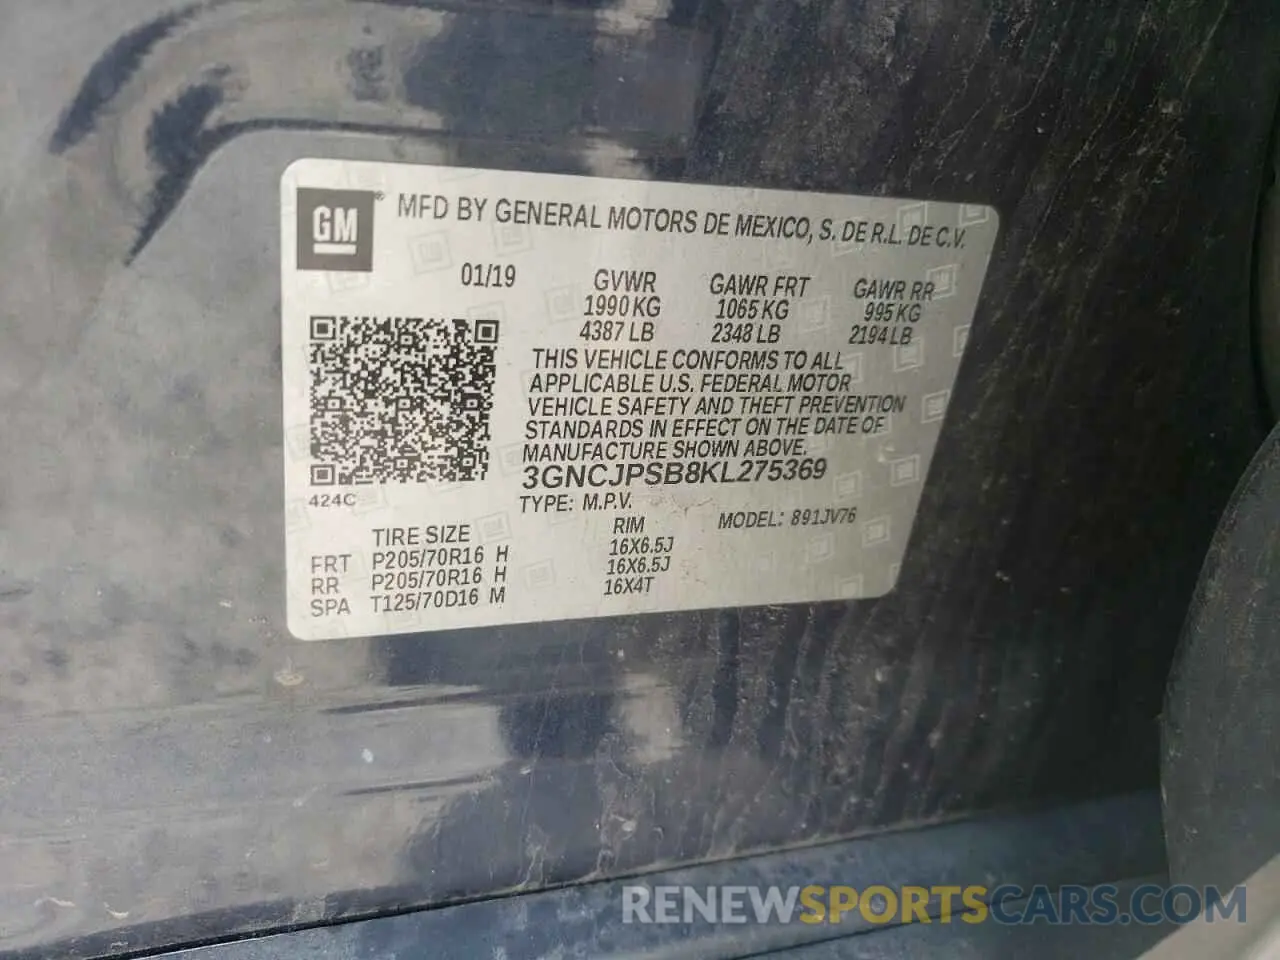 GM ® MFD BY GENERAL MOTORS DE MEXICO, S. DE R.L. DE C.V.
01/19 GVWR GAWR FRT GAWR RR
1990 KG 1065 KG 995 KG
4387 LB 2348 LB 2194 LB
THIS VEHICLE CONFORMS TO ALL
APPLICABLE U.S. FEDERAL MOTOR
VEHICLE SAFETY AND THEFT PREVENTION
STANDARDS IN EFFECT ON THE DATE OF
MANUFACTURE SHOWN ABOVE.
3GNCJPSB8KL275369
424C TYPE: M.P.V. MODEL: 891JV76
TIRE SIZE RIM
FRT P205/70R16 H 16X6.5J
RR P205/70R16 H 16X6.5J
SPA T125/70D16 M 16X4T
RENEWSPORTSCARS.COM